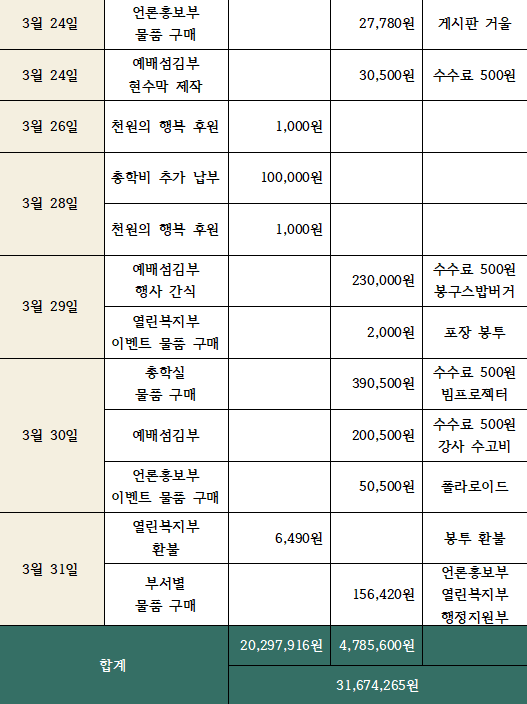 3월 24일
언론홍보부
물품 구매
27,780원
게시판 거울
3월 24일
예배섬김부
현수막 제작
30,500원
수수료 500원
3월 26일
천원의 행복 후원
1,000원
3월 28일
총학비 추가 납부
100,000원
천원의 행복 후원
1,000원
3월 29일
예배섬김부
행사 간식
230,000원
수수료 500원
봉구스밥버거
열린복지부
이벤트 물품 구매
2,000원
포장 봉투
3월 30일
총학실
물품 구매
390,500원
수수료 500원
빔프로젝터
예배섬김부
200,500원
수수료 500원
강사 수고비
언론홍보부
이벤트 물품 구매
50,500원
폴라로이드
3월 31일
열린복지부
환불
6,490원
봉투 환불
부서별
물품 구매
156,420원
언론홍보부
열린복지부
행정지원부
합계
20,297,916원
4,785,600원
31,674,265원